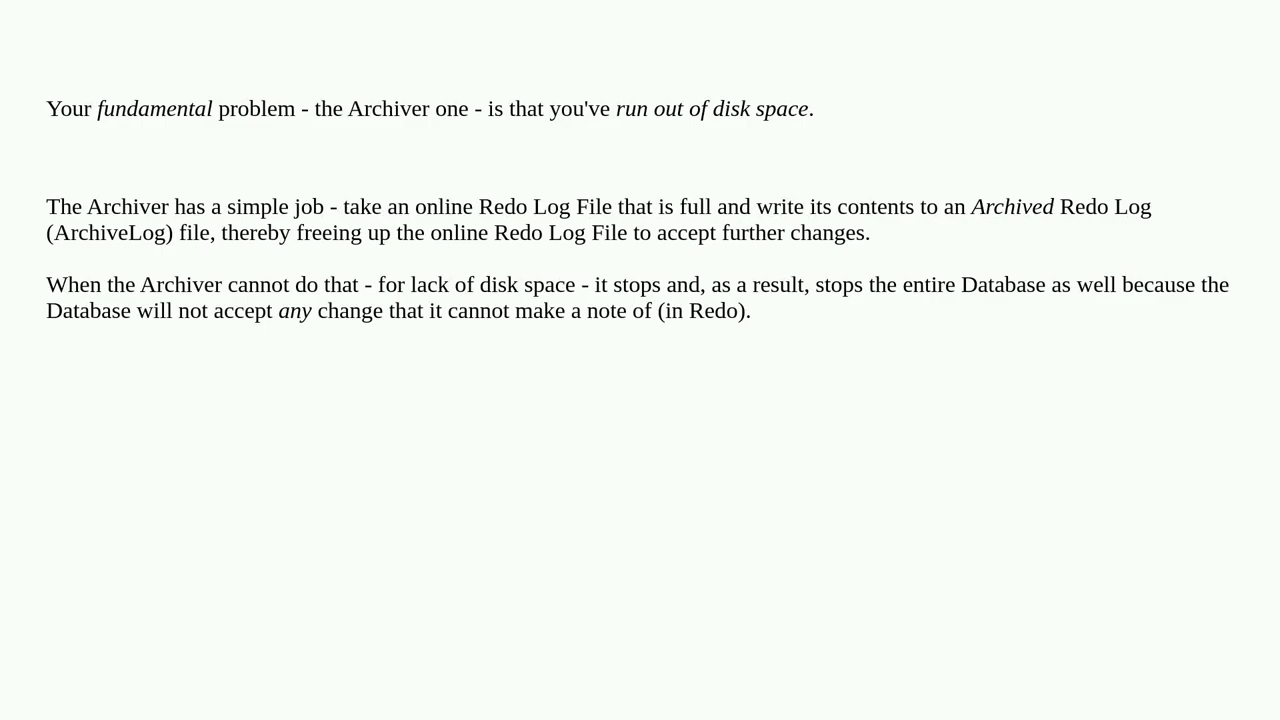 Your fundamental problem - the Archiver one - is that you've run out of disk space.
The Archiver has a simple job - take an online Redo Log File that is full and write its contents to an Archived Redo Log
(ArchiveLog) file, thereby freeing up the online Redo Log File to accept further changes.
When the Archiver cannot do that - for lack of disk space - it stops and, as a result, stops the entire Database as well because the
Database will not accept any change that it cannot make a note of (in Redo).